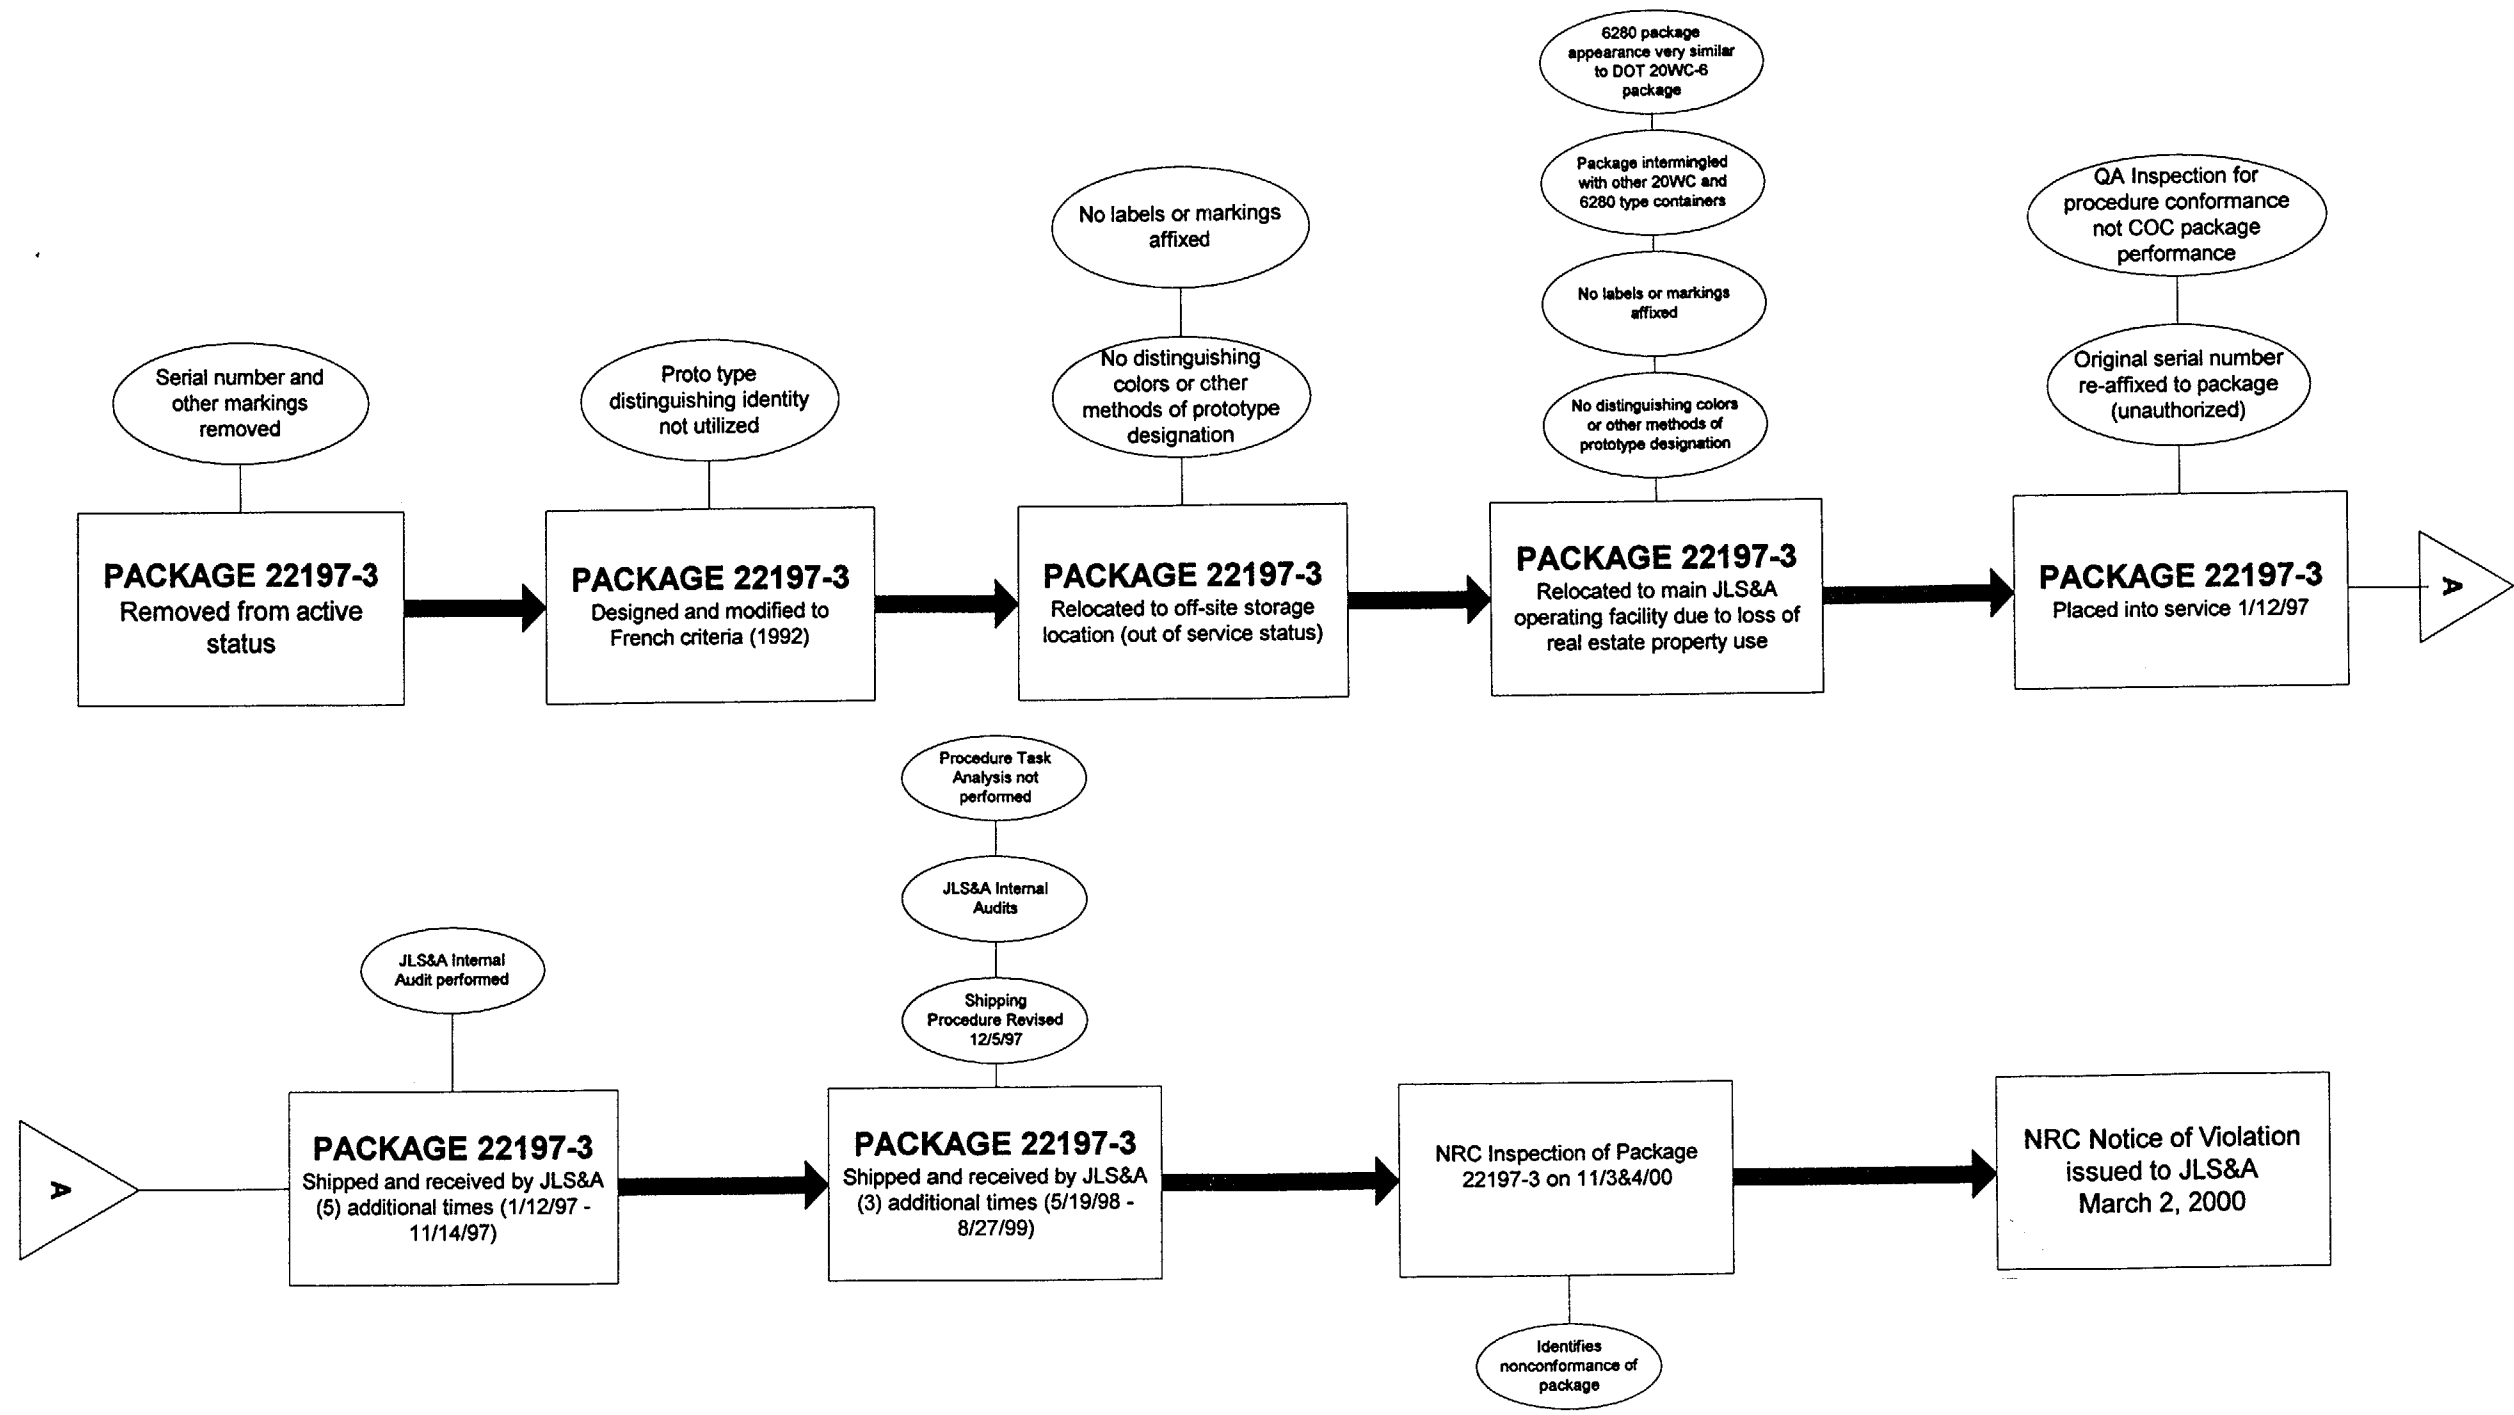 Serial number and
other markings
removed
PACKAGE 22197-3
Removed from active
status
Proto type
distinguishing identity
not utilized
PACKAGE 22197-3
Designed and modified to
French criteria (1992)
No labels or markings
affixed
No distinguishing
colors or other
methods of prototype
designation
PACKAGE 22197-3
Relocated to off-site storage
location (out of service status)
6280 package
appearance very similar
to DOT 20WC-6
package
Package intermingled
with other 20WC and
6280 type containers
No labels or markings
affixed
No distinguishing colors
or other methods of
prototype designation
PACKAGE 22197-3
Relocated to main JLS&A
operating facility due to loss of
real estate property use
QA Inspection for
procedure conformance
not COC package
performance
Original serial number
re-affixed to package
(unauthorized)
PACKAGE 22197-3
Placed into service 1/12/97
A
A
JLS&A Internal
Audit performed
PACKAGE 22197-3
Shipped and received by JLS&A
(5) additional times (1/12/97 -
11/14/97)
Procedure Task
Analysis not
performed
JLS&A Internal
Audits
Shipping
Procedure Revised
12/5/97
PACKAGE 22197-3
Shipped and received by JLS&A
(3) additional times (5/19/98 -
8/27/99)
NRC Inspection of Package
22197-3 on 11/3&4/00
Identifies
nonconformance of
package
NRC Notice of Violation
issued to JLS&A
March 2, 2000